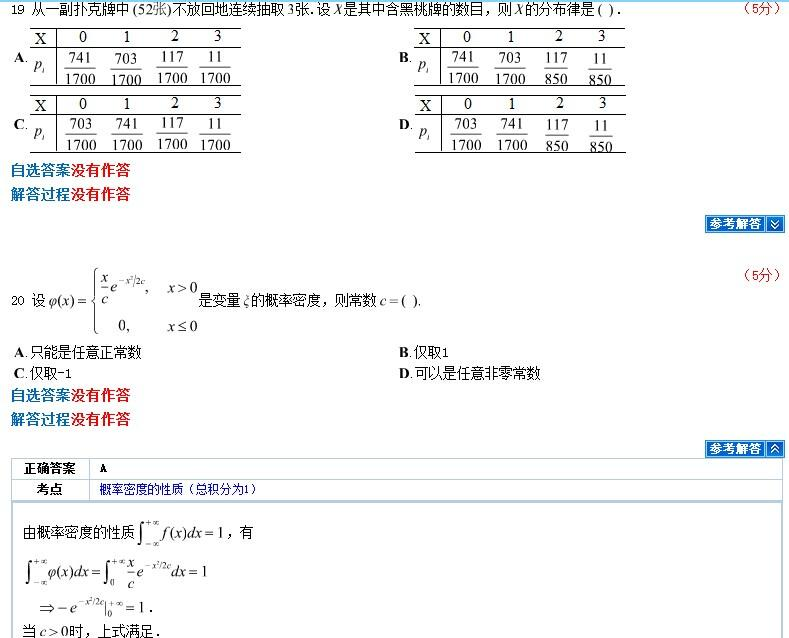 19 从一副扑克牌中(52张)不放回地连续抽取3张.设X是其中含黑桃牌的数目，则X的分布律是( ). （5分）
A. X 0 1 2 3
p_i 741/1700 703/1700 117/1700 11/1700
B. X 0 1 2 3
p_i 741/1700 703/1700 117/850 11/850
C. X 0 1 2 3
p_i 703/1700 741/1700 117/1700 11/1700
D. X 0 1 2 3
p_i 703/1700 741/1700 117/850 11/850
自选答案没有作答
解答过程没有作答
参考解答
（5分）
20 设φ(x)={ x/c e^{-x²/2c}, x>0
0, x≤0 是变量ξ的概率密度，则常数c=( ).
A.只能是任意正常数 B.仅取1
C.仅取-1 D.可以是任意非零常数
自选答案没有作答
解答过程没有作答
参考解答
正确答案 A
考点 概率密度的性质（总积分为1）
由概率密度的性质∫_{-∞}^{+∞} f(x)dx=1，有
∫_{-∞}^{+∞} φ(x)dx=∫_0^{+∞} x/c e^{-x²/2c}dx=1
⇒-e^{-x²/2c}|_0^{+∞}=1.
当c>0时，上式满足.